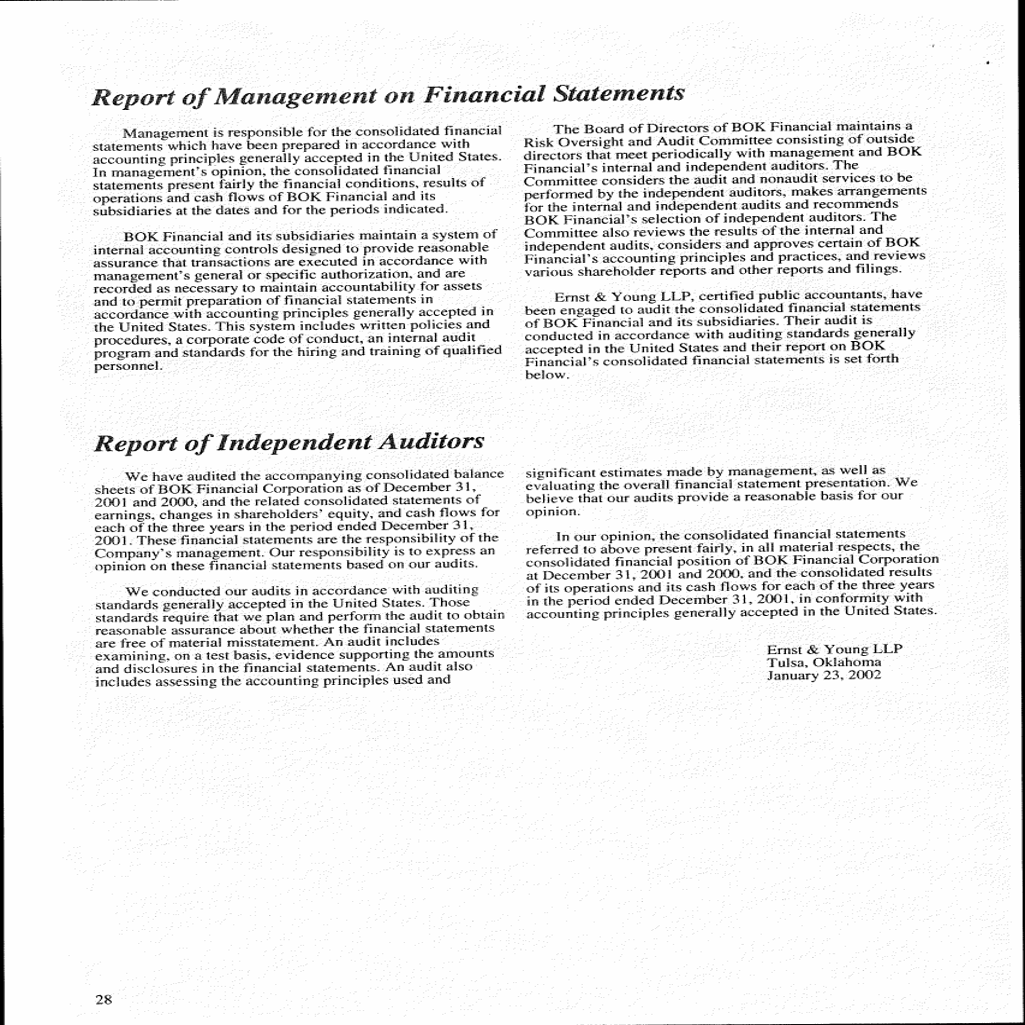 Report of Management on Financial Statements
Management is responsible for the consolidated financial
statements which have been prepared in accordance with
accounting principles generally accepted in the United States.
In management's opinion, the consolidated financial
statements present fairly the financial conditions, results of
operations and cash flows of BOK Financial and its
subsidiaries at the dates and for the periods indicated.
BOK Financial and its subsidiaries maintain a system of
internal accounting controls designed to provide reasonable
assurance that transactions are executed in accordance with
management's general or specific authorization, and are
recorded as necessary to maintain accountability for assets
and to permit preparation of financial statements in
accordance with accounting principles generally accepted in
the United States. This system includes written policies and
procedures, a corporate code of conduct, an internal audit
program and standards for the hiring and training of qualified
personnel.
The Board of Directors of BOK Financial maintains a
Risk Oversight and Audit Committee consisting of outside
directors that meet periodically with management and BOK
Financial's internal and independent auditors. The
Committee considers the audit and nonaudit services to be
performed by the independent auditors, makes arrangements
for the internal and independent audits and recommends
BOK Financial's selection of independent auditors. The
Committee also reviews the results of the internal and
independent audits, considers and approves certain of BOK
Financial's accounting principles and practices, and reviews
various shareholder reports and other reports and filings.
Ernst & Young LLP, certified public accountants, have
been engaged to audit the consolidated financial statements
of BOK Financial and its subsidiaries. Their audit is
conducted in accordance with auditing standards generally
accepted in the United States and their report on BOK
Financial's consolidated financial statements is set forth
below.
Report of Independent Auditors
We have audited the accompanying consolidated balance
sheets of BOK Financial Corporation as of December 31,
2001 and 2000, and the related consolidated statements of
earnings, changes in shareholders' equity, and cash flows for
each of the three years in the period ended December 31,
2001. These financial statements are the responsibility of the
Company's management. Our responsibility is to express an
opinion on these financial statements based on our audits.
We conducted our audits in accordance with auditing
standards generally accepted in the United States. Those
standards require that we plan and perform the audit to obtain
reasonable assurance about whether the financial statements
are free of material misstatement. An audit includes
examining, on a test basis, evidence supporting the amounts
and disclosures in the financial statements. An audit also
includes assessing the accounting principles used and
significant estimates made by management, as well as
evaluating the overall financial statement presentation. We
believe that our audits provide a reasonable basis for our
opinion.
In our opinion, the consolidated financial statements
referred to above present fairly, in all material respects, the
consolidated financial position of BOK Financial Corporation
at December 31, 2001 and 2000, and the consolidated results
of its operations and its cash flows for each of the three years
in the period ended December 31, 2001, in conformity with
accounting principles generally accepted in the United States.
Ernst & Young LLP
Tulsa, Oklahoma
January 23, 2002
28